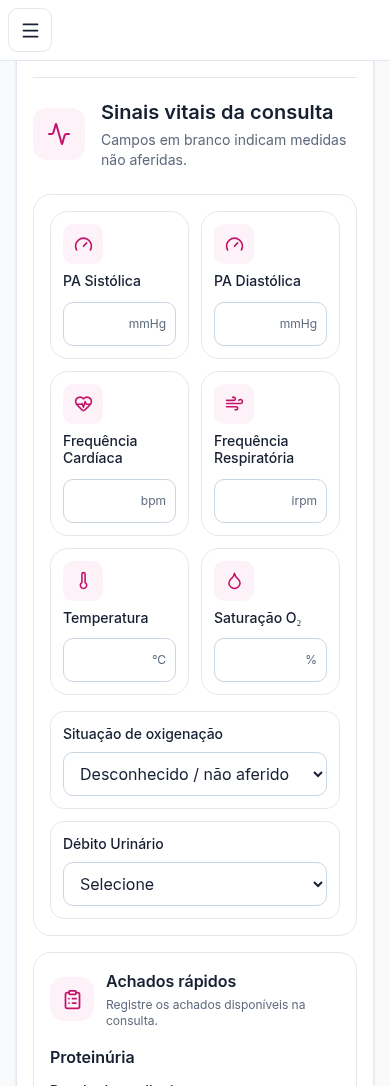 Sinais vitais da consulta
Campos em branco indicam medidas
não aferidas.
PA Sistólica
mmHg
PA Diastólica
mmHg
Frequência
Cardíaca
bpm
Frequência
Respiratória
irpm
Temperatura
°C
Saturação O₂
%
Situação de oxigenação
Desconhecido / não aferido
Débito Urinário
Selecione
Achados rápidos
Registre os achados disponíveis na
consulta.
Proteinúria